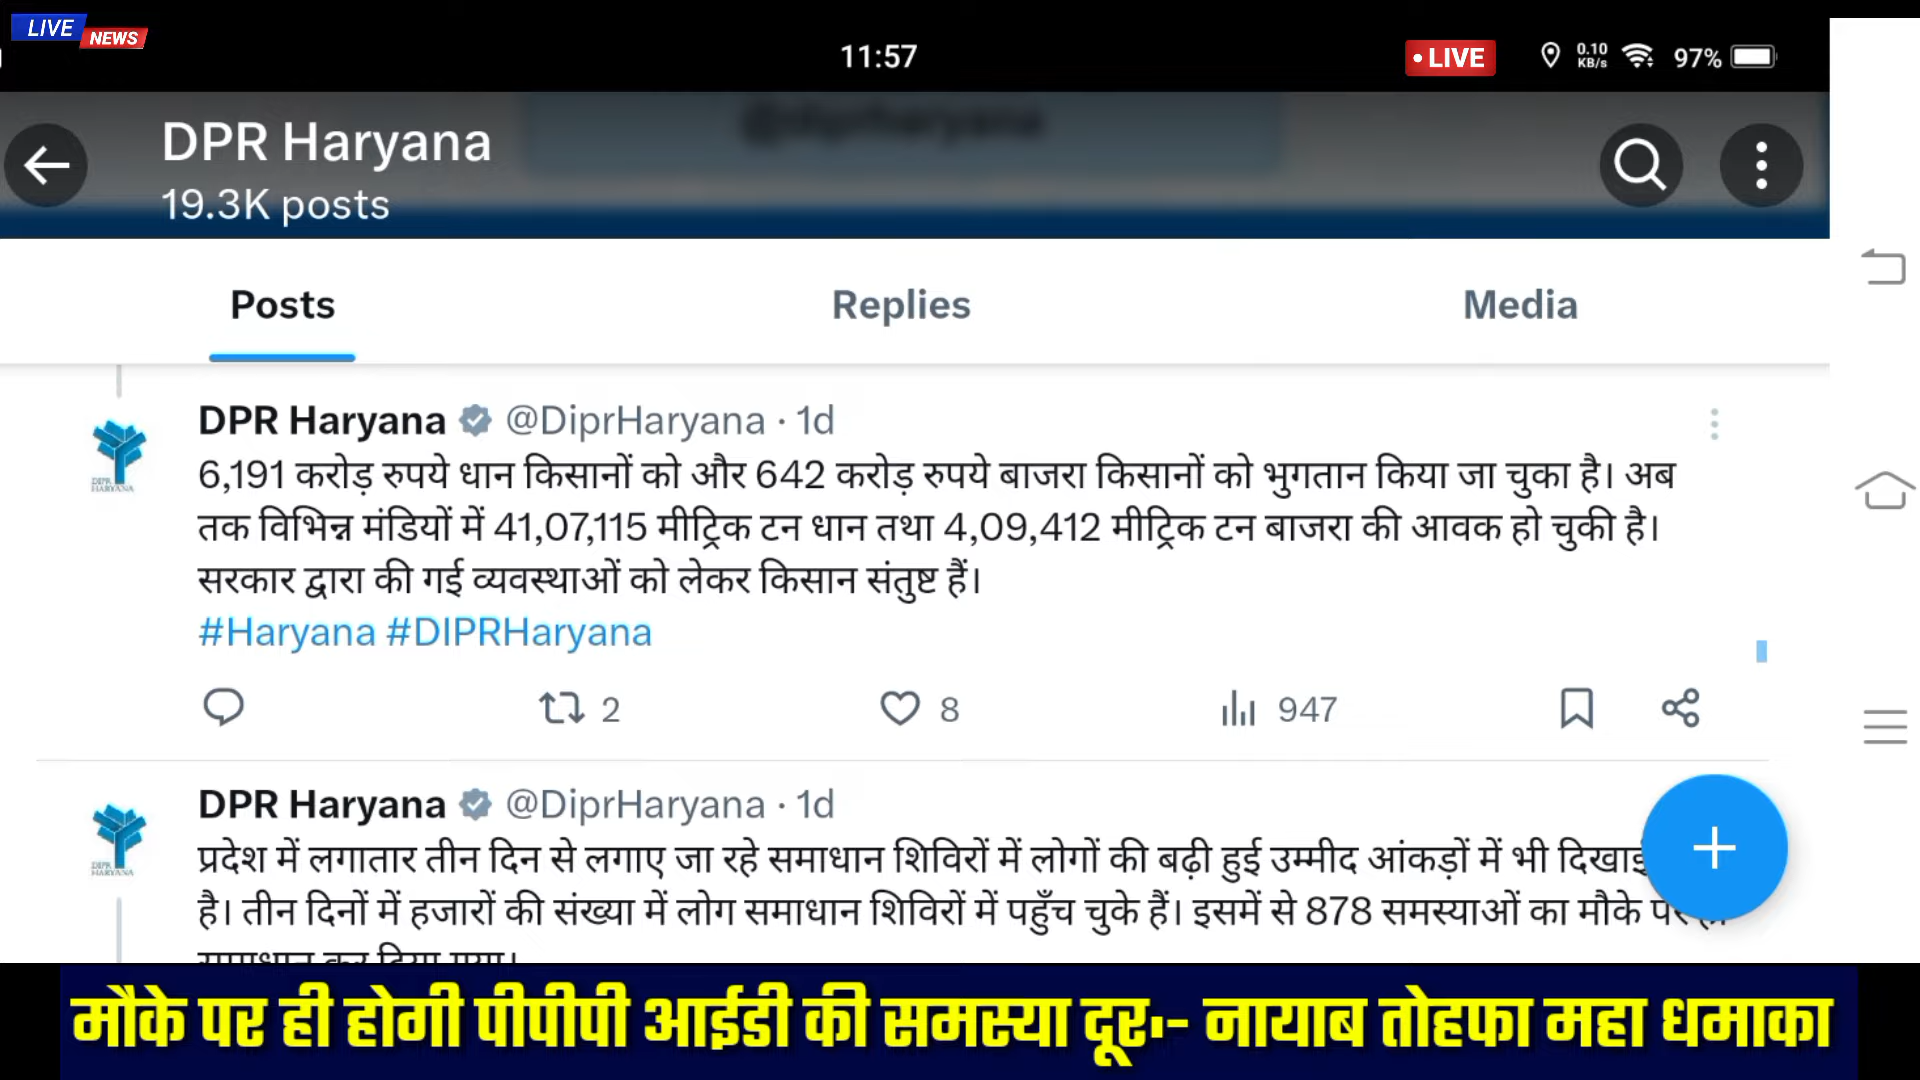 LIVE
NEWS
11:57
• LIVE
0.10
KB/s
97%
@diprharyana
DPR Haryana
19.3K posts
Posts
Replies
Media
DPR Haryana @DiprHaryana · 1d
6,191 करोड़ रुपये धान किसानों को और 642 करोड़ रुपये बाजरा किसानों को भुगतान किया जा चुका है। अब
तक विभिन्न मंडियों में 41,07,115 मीट्रिक टन धान तथा 4,09,412 मीट्रिक टन बाजरा की आवक हो चुकी है।
सरकार द्वारा की गई व्यवस्थाओं को लेकर किसान संतुष्ट हैं।
#Haryana #DIPRHaryana
2
8
947
DPR Haryana @DiprHaryana · 1d
प्रदेश में लगातार तीन दिन से लगाए जा रहे समाधान शिविरों में लोगों की बढ़ी हुई उम्मीद आंकड़ों में भी
है। तीन दिनों में हजारों की संख्या में लोग समाधान शिविरों में पहुँच चुके हैं। इसमें से 878 समस्याओं का मौके पर
समाधान कर दिया गया।
मौके पर ही होगी पीपीपी आईडी की समस्या दूर:- नायाब तोहफा महा धमाका